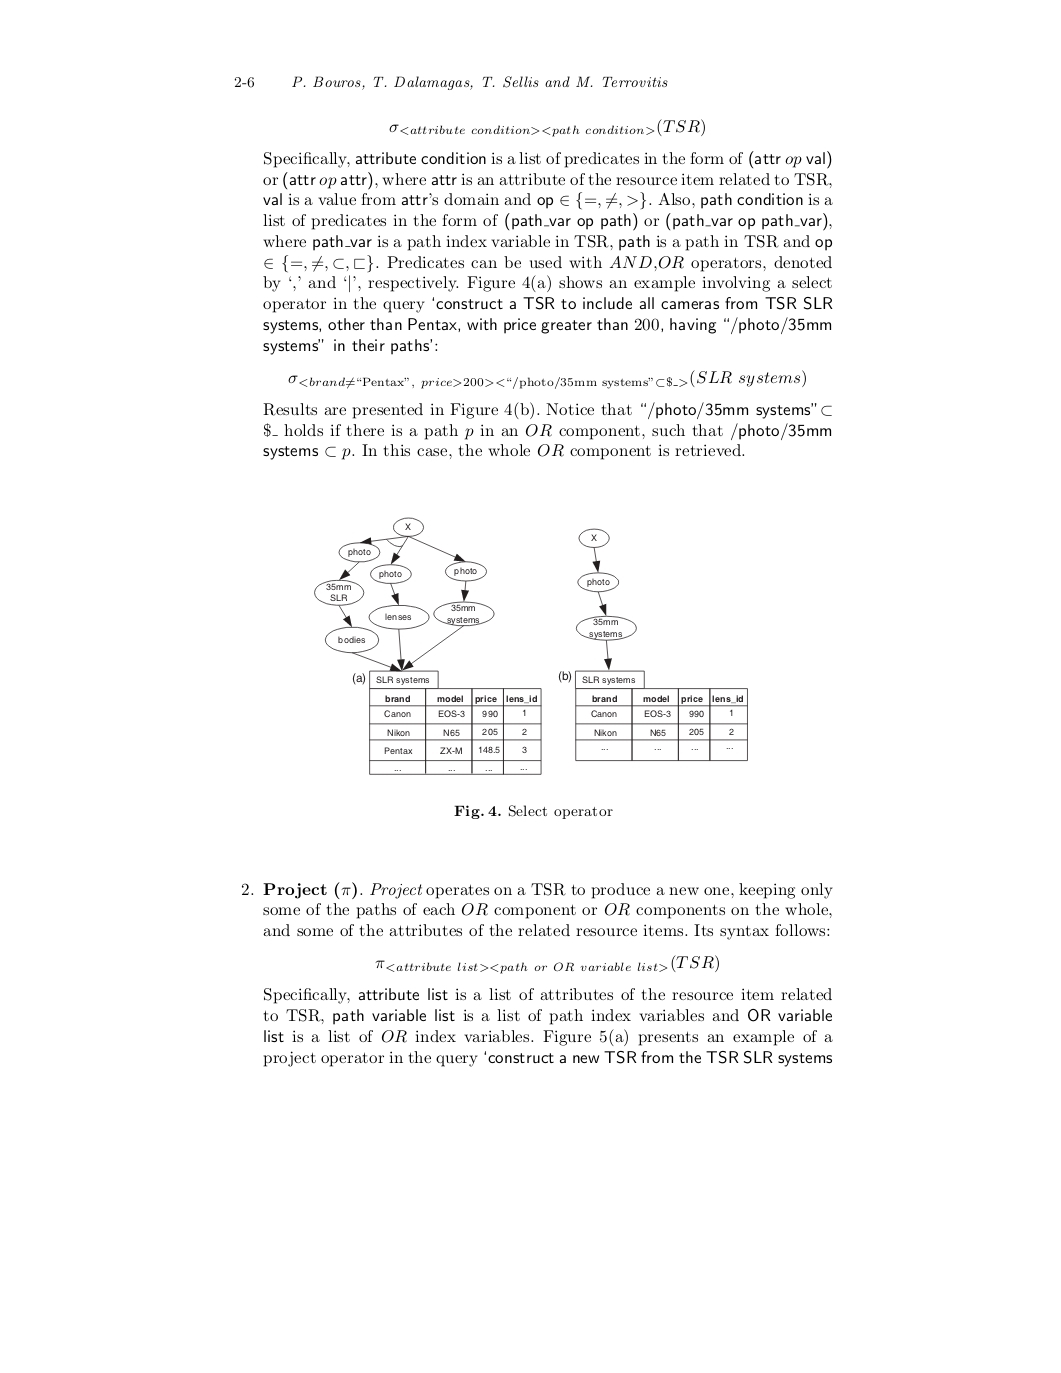 2-6 P. Bouros, T. Dalamagas, T. Sellis and M. Terrovitis
σ<attribute condition><path condition>(TSR)
Specifically, attribute condition is a list of predicates in the form of (attr op val)
or (attr op attr), where attr is an attribute of the resource item related to TSR,
val is a value from attr's domain and op ∈ {=, ≠, >}. Also, path condition is a
list of predicates in the form of (path_var op path) or (path_var op path_var),
where path_var is a path index variable in TSR, path is a path in TSR and op
∈ {=, ≠, ⊂, ⊏}. Predicates can be used with AND,OR operators, denoted
by ‘,’ and ‘|’, respectively. Figure 4(a) shows an example involving a select
operator in the query ‘construct a TSR to include all cameras from TSR SLR
systems, other than Pentax, with price greater than 200, having “/photo/35mm
systems” in their paths’:
σ<brand≠“Pentax”, price>200><“/photo/35mm systems”⊂$_>(SLR systems)
Results are presented in Figure 4(b). Notice that “/photo/35mm systems”⊂
$_ holds if there is a path p in an OR component, such that /photo/35mm
systems ⊂ p. In this case, the whole OR component is retrieved.
X
photo
photo
photo
35mm
SLR
lenses
35mm
systems
bodies
(a) SLR systems
brand model price lens_id
Canon EOS-3 990 1
Nikon N65 205 2
Pentax ZX-M 148.5 3
... ... ... ...
X
photo
35mm
systems
(b) SLR systems
brand model price lens_id
Canon EOS-3 990 1
Nikon N65 205 2
... ... ... ...
Fig. 4. Select operator
2. Project (π). Project operates on a TSR to produce a new one, keeping only
some of the paths of each OR component or OR components on the whole,
and some of the attributes of the related resource items. Its syntax follows:
π<attribute list><path or OR variable list>(TSR)
Specifically, attribute list is a list of attributes of the resource item related
to TSR, path variable list is a list of path index variables and OR variable
list is a list of OR index variables. Figure 5(a) presents an example of a
project operator in the query ‘construct a new TSR from the TSR SLR systems